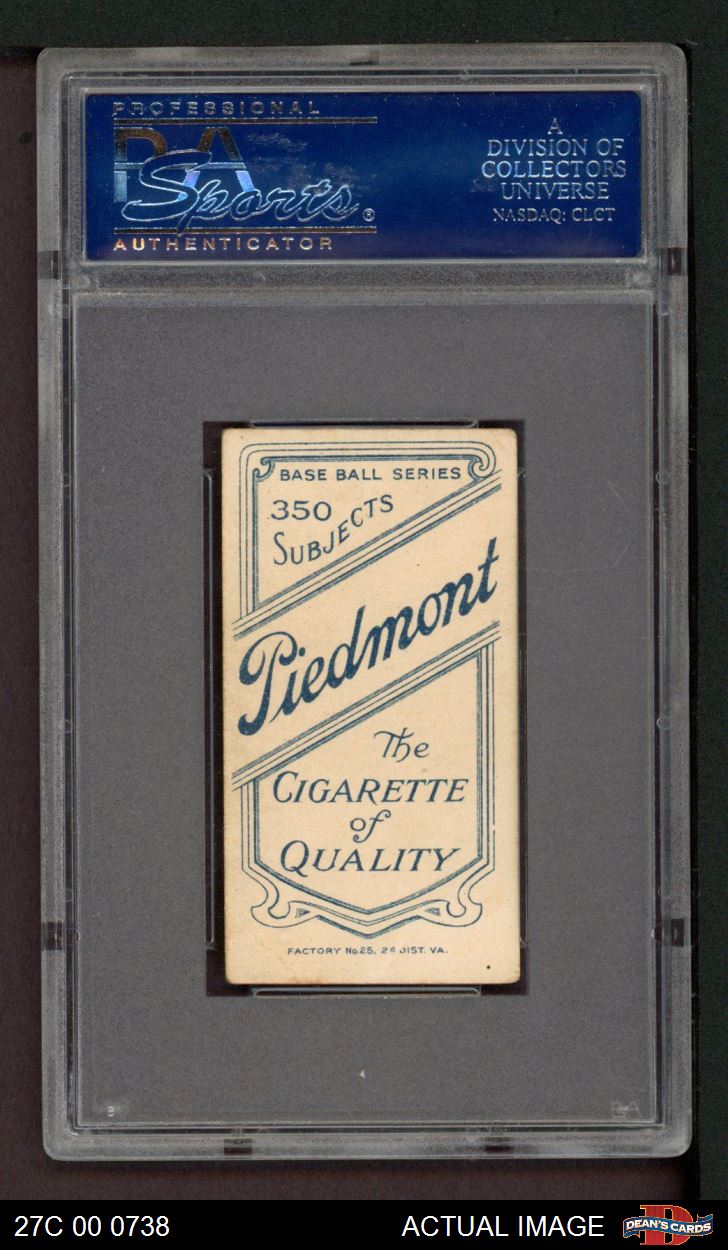 PROFESSIONAL
PSA
Sports®
AUTHENTICATOR
A
DIVISION OF
COLLECTORS
UNIVERSE
NASDAQ: CLCT
BASE BALL SERIES
350
SUBJECTS
Piedmont
The
CIGARETTE
of
QUALITY
FACTORY No.25, 2d DIST. VA.
27C 00 0738
ACTUAL IMAGE
DEAN'S CARDS